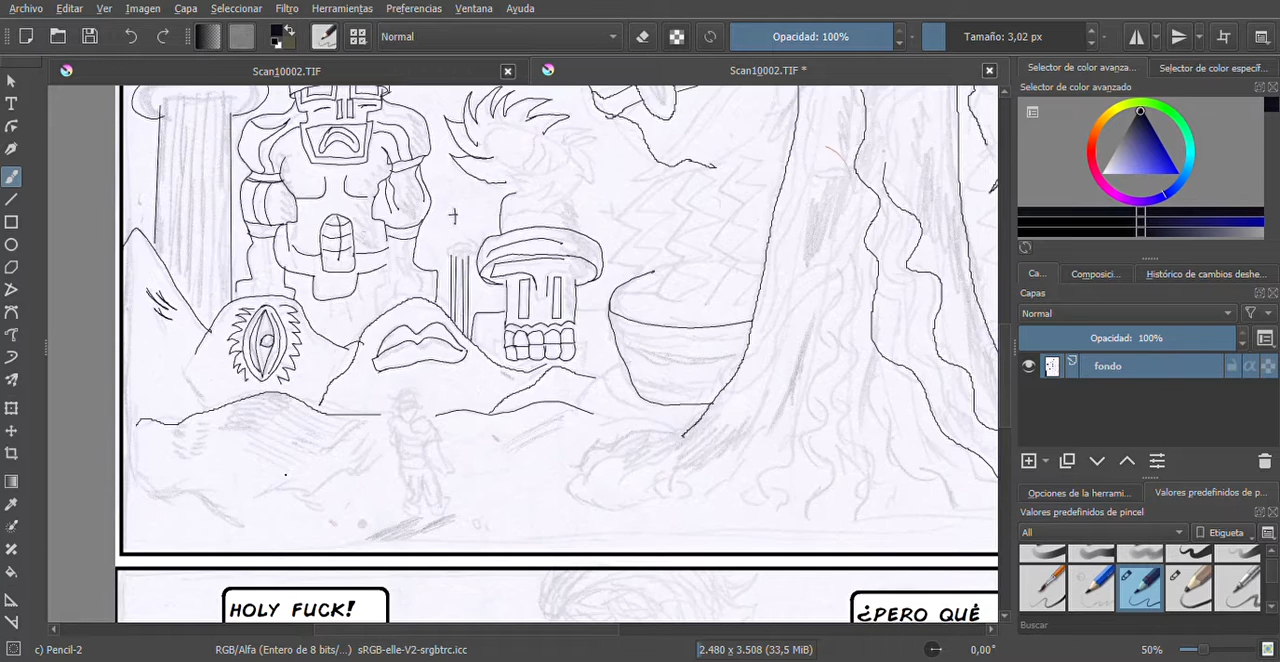 Archivo Editar Ver Imagen Capa Seleccionar Filtro Herramientas Preferencias Ventana Ayuda
Normal Opacidad: 100% Tamaño: 3,02 px
Scan10002.TIF Scan10002.TIF * Selector de color avanza... Selector de color específ...
Selector de color avanzado
Ca... Composici... Histórico de cambios deshe...
Capas
Normal
Opacidad: 100%
fondo
Opciones de la herrami... Valores predefinidos de p...
Valores predefinidos de pincel
All Etiqueta
Buscar
HOLY FUCK!
¿PERO QUÉ
c) Pencil-2 RGB/Alfa (Entero de 8 bits/...) sRGB-elle-V2-srgbtrc.icc 2.480 x 3.508 (33,5 MiB) 0,00° 50%